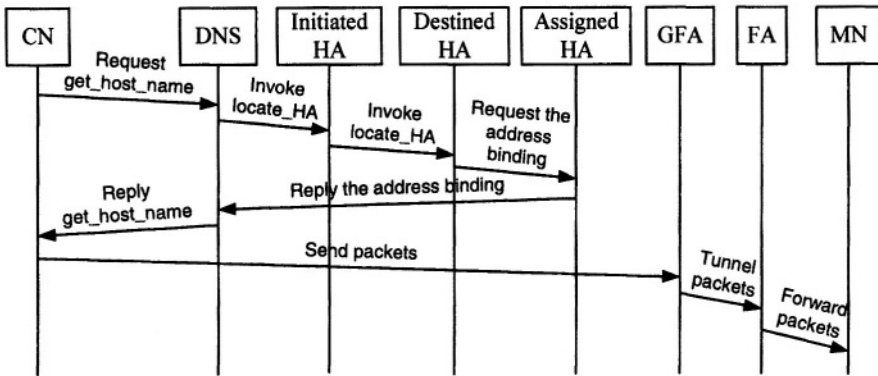 CN
DNS
Initiated
HA
Destined
HA
Assigned
HA
GFA
FA
MN
Request
get_host_name
Invoke
locate_HA
Invoke
locate_HA
Request the
address
binding
Reply the address binding
Reply
get_host_name
Send packets
Tunnel
packets
Forward
packets